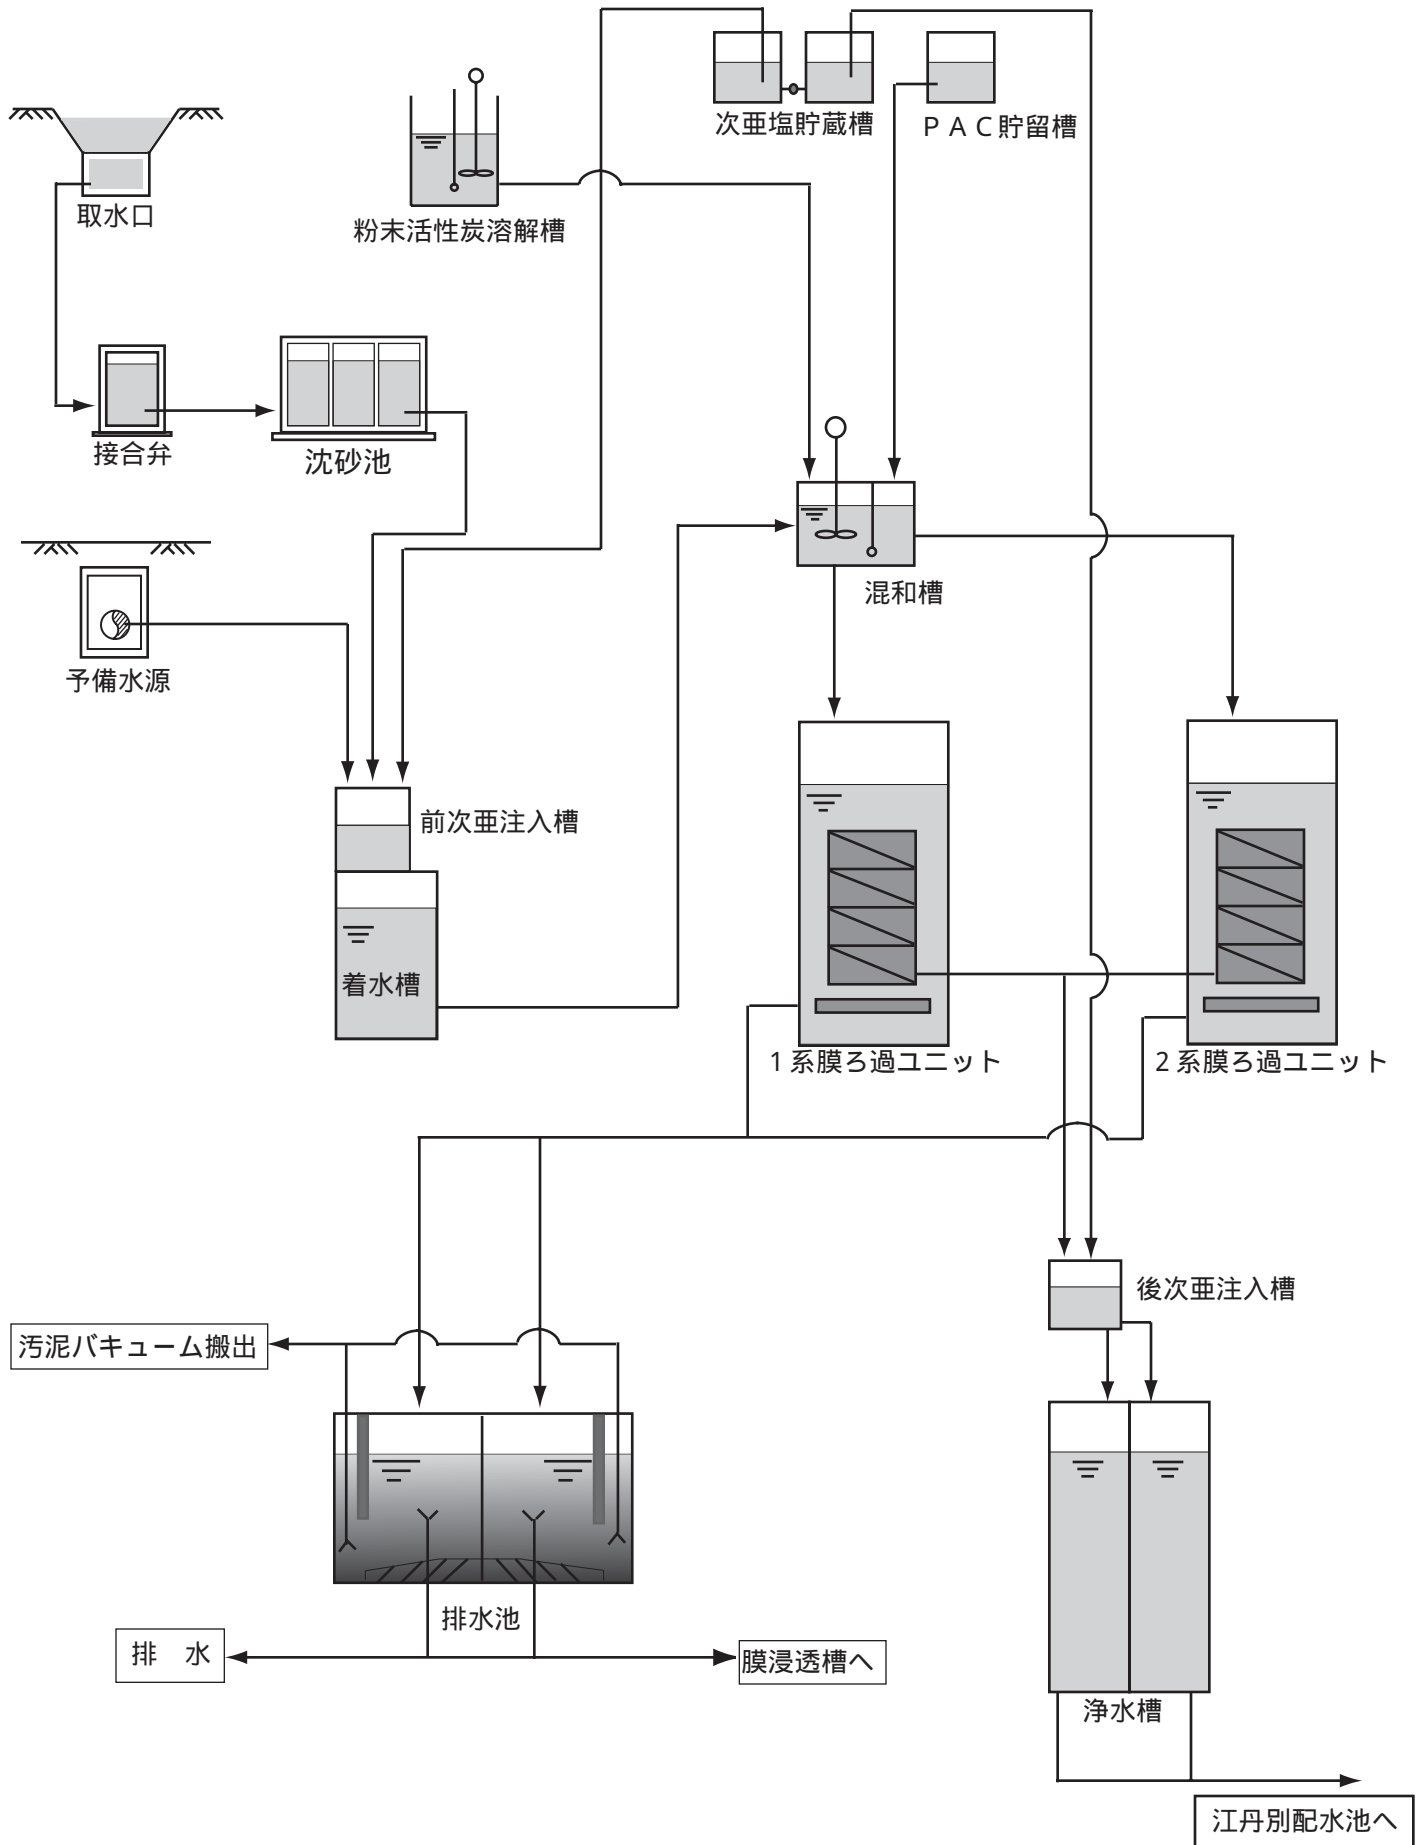 次亜塩貯蔵槽
ＰＡＣ貯留槽
取水口
粉末活性炭溶解槽
接合弁
沈砂池
混和槽
予備水源
前次亜注入槽
着水槽
1系膜ろ過ユニット
2系膜ろ過ユニット
後次亜注入槽
汚泥バキューム搬出
排水池
排　水
膜浸透槽へ
浄水槽
江丹別配水池へ